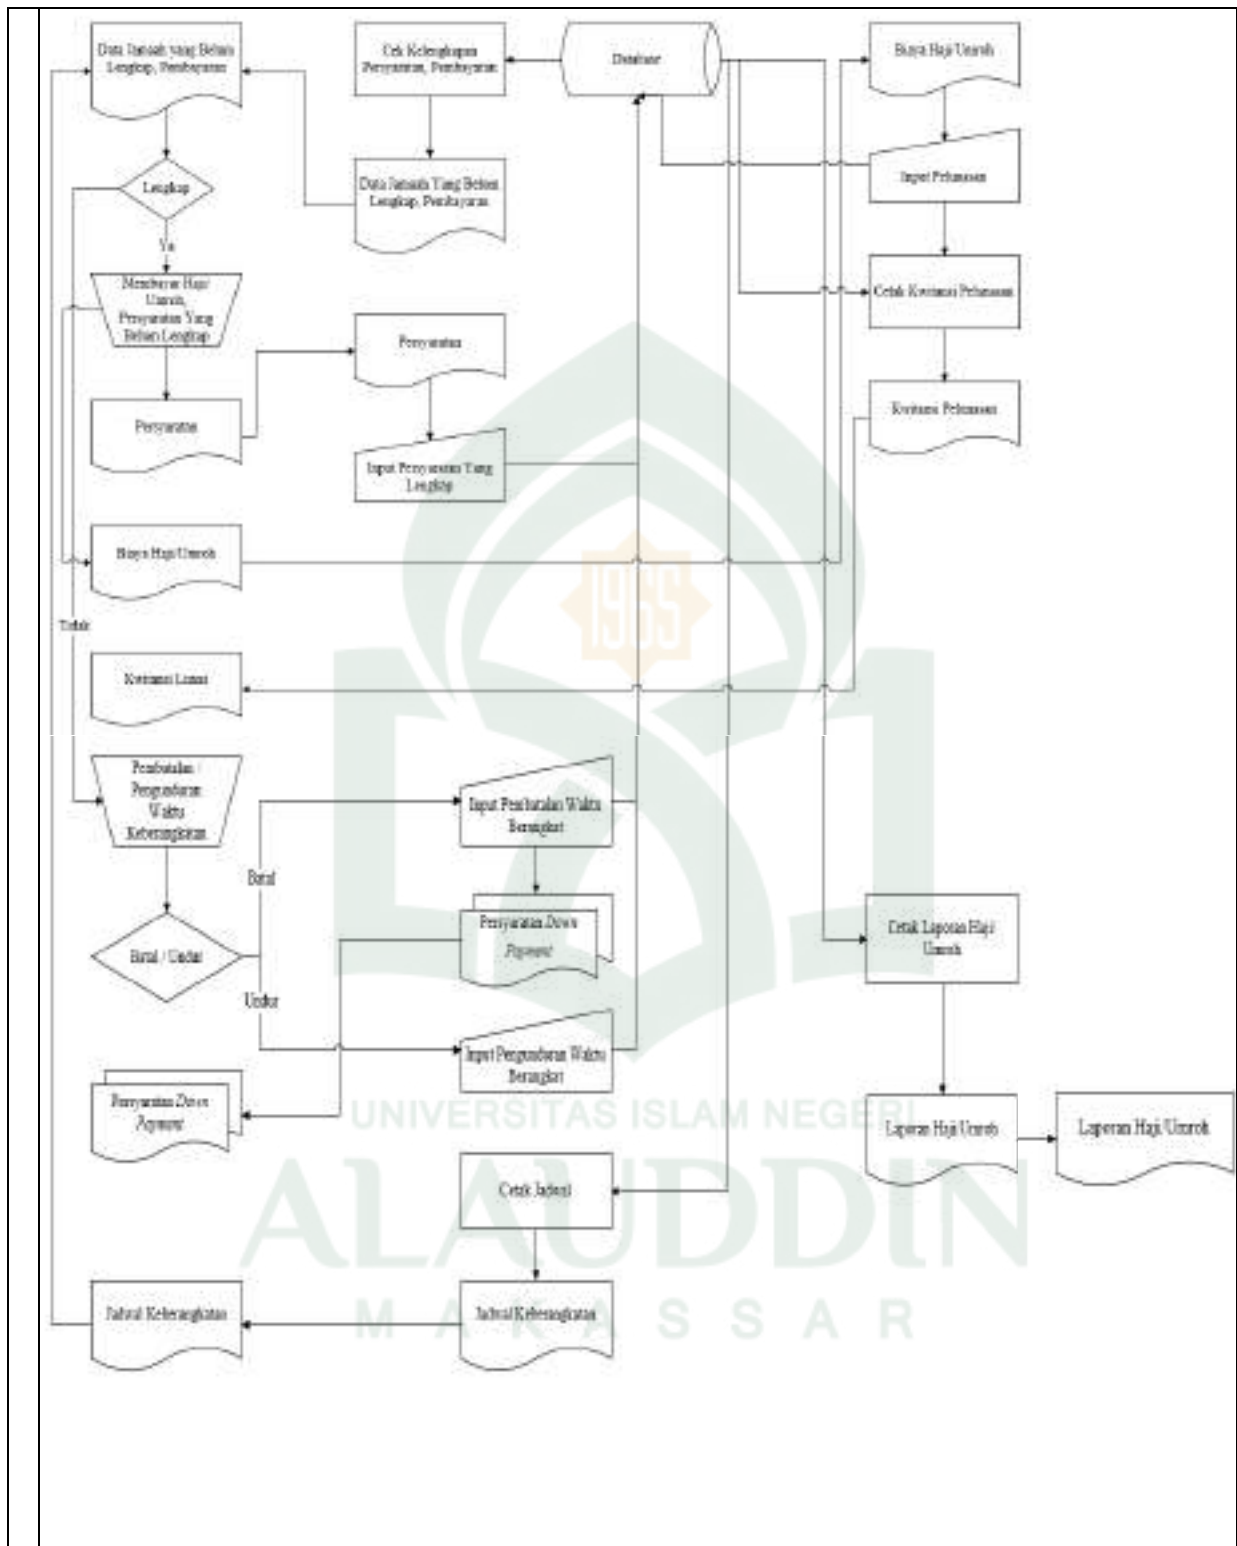 Data Jamaah yang Belum
Lengkap, Pembayaran
Cek Kelengkapan
Persyaratan, Pembayaran
Database
Biaya Haji/Umroh
Input Pelunasan
Lengkap
Data Jamaah Yang Belum
Lengkap, Pembayaran
Ya
Membayar Haji/
Umroh,
Persyaratan Yang
Belum Lengkap
Cetak Kwitansi Pelunasan
Persyaratan
Kwitansi Pelunasan
Persyaratan
Input Persyaratan Yang
Lengkap
Biaya Haji/Umroh
1965
Tidak
Kwitansi Lunas
Pembatalan /
Pengunduran
Waktu
Keberangkatan
Input Pembatalan Waktu
Berangkat
Batal
Persyaratan Down
Payment
Cetak Laporan Haji/
Umroh
Batal / Undur
Undur
Input Pengunduran Waktu
Berangkat
Persyaratan Down
Payment
UNIVERSITAS ISLAM NEGERI
Laporan Haji/Umroh
Laporan Haji/Umroh
ALAUDDIN
Cetak Jadwal
Jadwal Keberangkatan
Jadwal Keberangkatan
MAKASSAR